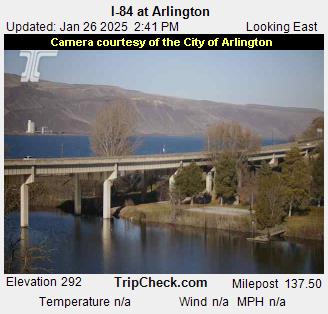 I-84 at Arlington
Updated: Jan 26 2025 2:41 PM Looking East
Camera courtesy of the City of Arlington
Elevation 292 TripCheck.com Milepost 137.50
Temperature n/a Wind n/a MPH n/a